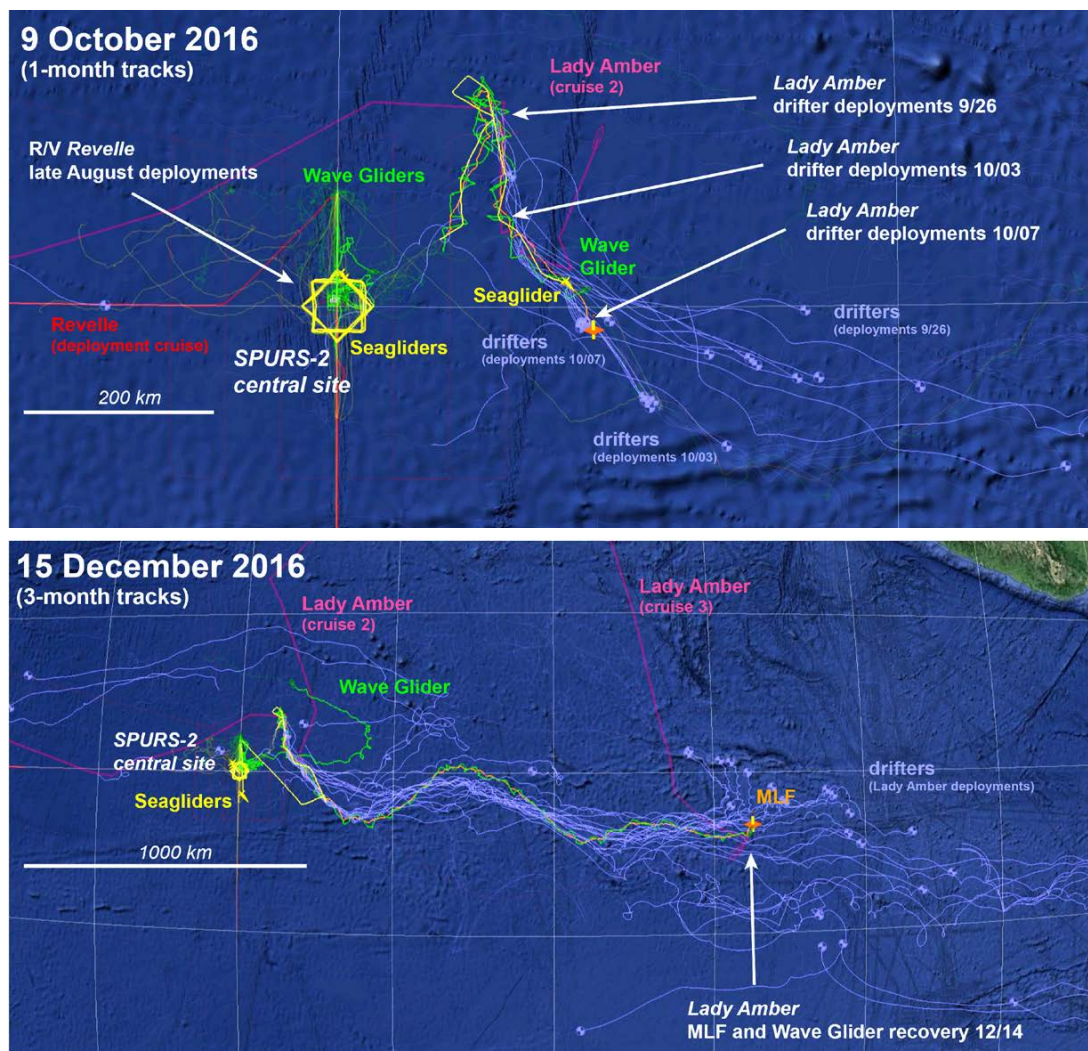 9 October 2016
(1-month tracks)
Lady Amber
(cruise 2)
Lady Amber
drifter deployments 9/26
R/V Revelle
late August deployments
Wave Gliders
Lady Amber
drifter deployments 10/03
Lady Amber
drifter deployments 10/07
Wave
Glider
Seaglider
Revelle
(deployment cruise)
Seagliders
SPURS-2
central site
drifters
(deployments 9/26)
drifters
(deployments 10/07)
200 km
drifters
(deployments 10/03)
15 December 2016
(3-month tracks)
Lady Amber
(cruise 2)
Lady Amber
(cruise 3)
Wave Glider
SPURS-2
central site
Seagliders
drifters
(Lady Amber deployments)
MLF
1000 km
Lady Amber
MLF and Wave Glider recovery 12/14